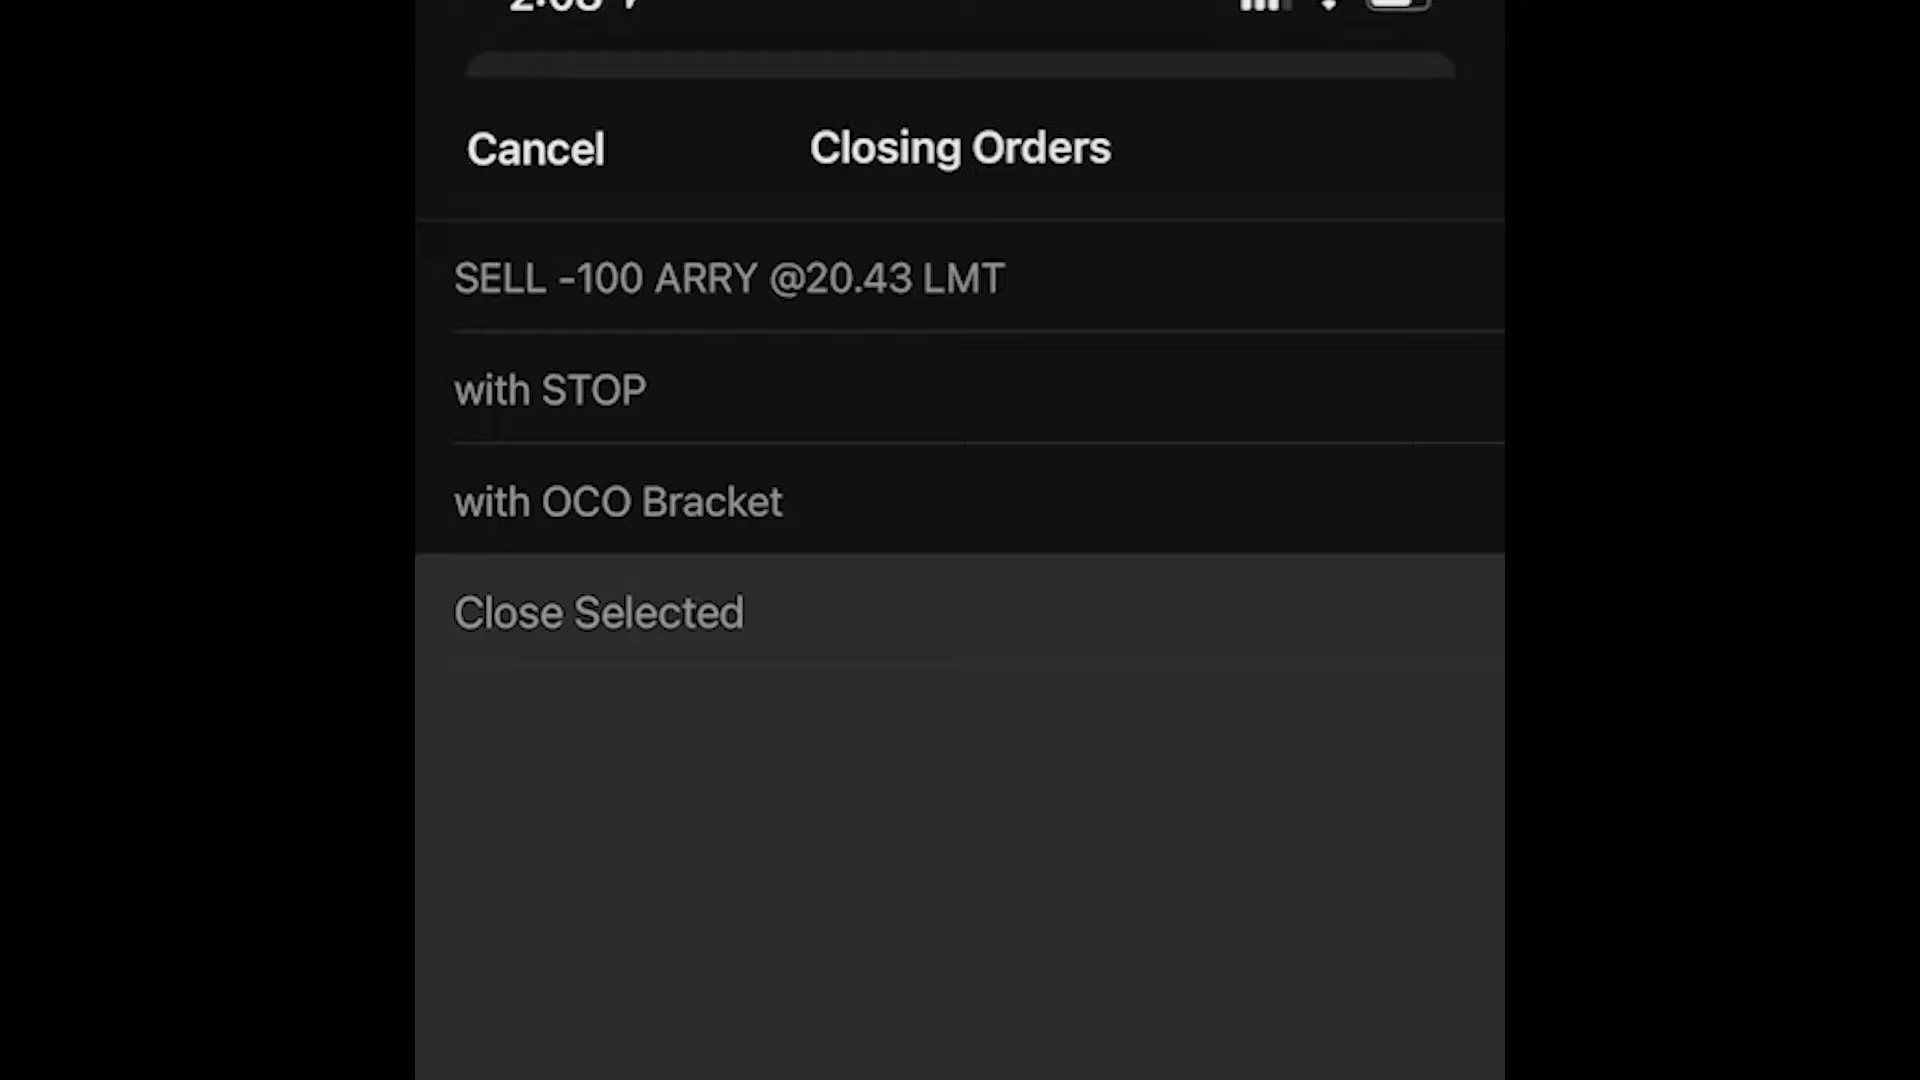 Cancel
Closing Orders
SELL -100 ARRY @20.43 LMT
with STOP
with OCO Bracket
Close Selected